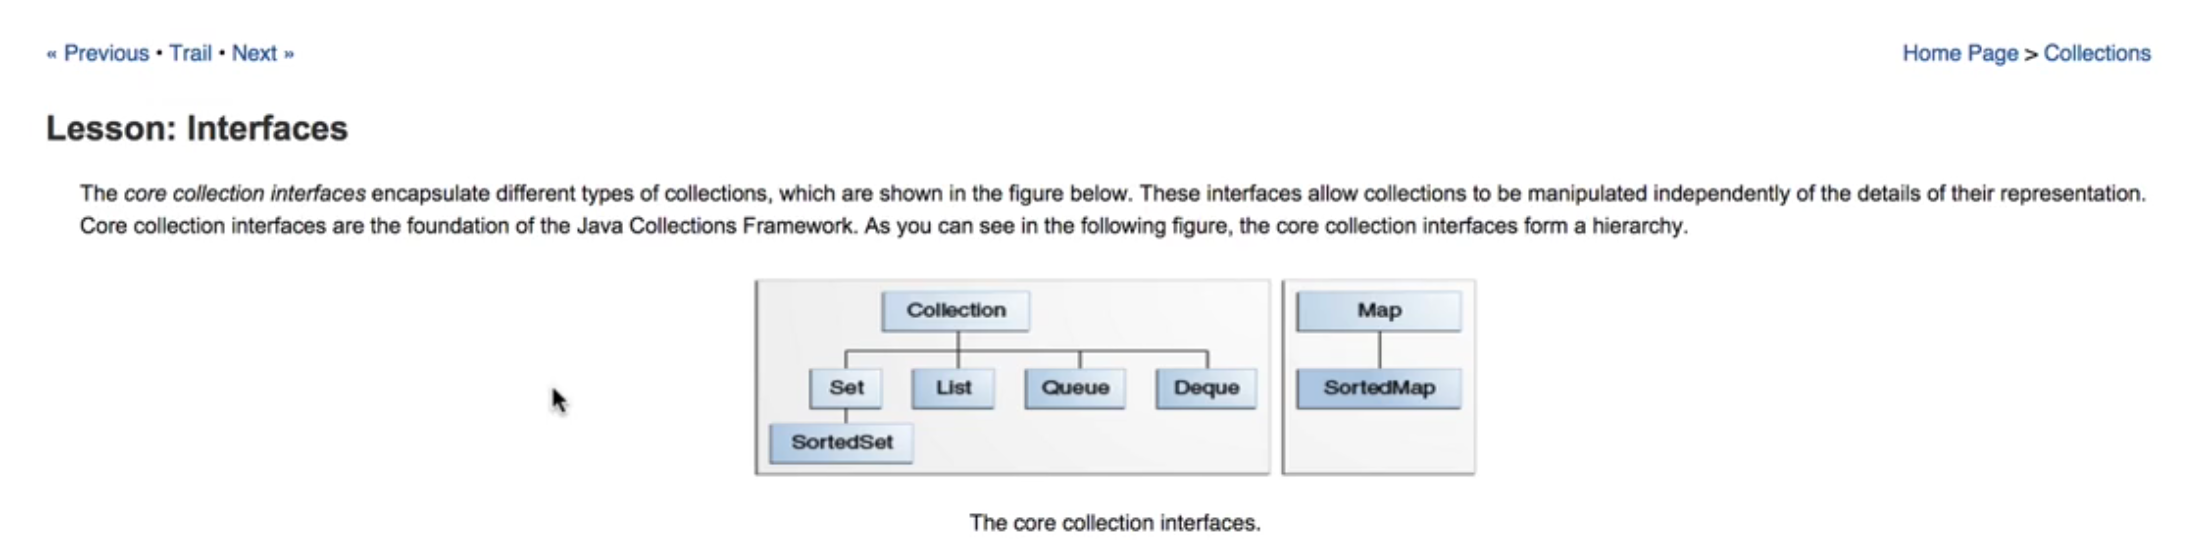 « Previous • Trail • Next »
Home Page > Collections
Lesson: Interfaces
The core collection interfaces encapsulate different types of collections, which are shown in the figure below. These interfaces allow collections to be manipulated independently of the details of their representation.
Core collection interfaces are the foundation of the Java Collections Framework. As you can see in the following figure, the core collection interfaces form a hierarchy.
Collection
Map
Set
List
Queue
Deque
SortedMap
SortedSet
The core collection interfaces.